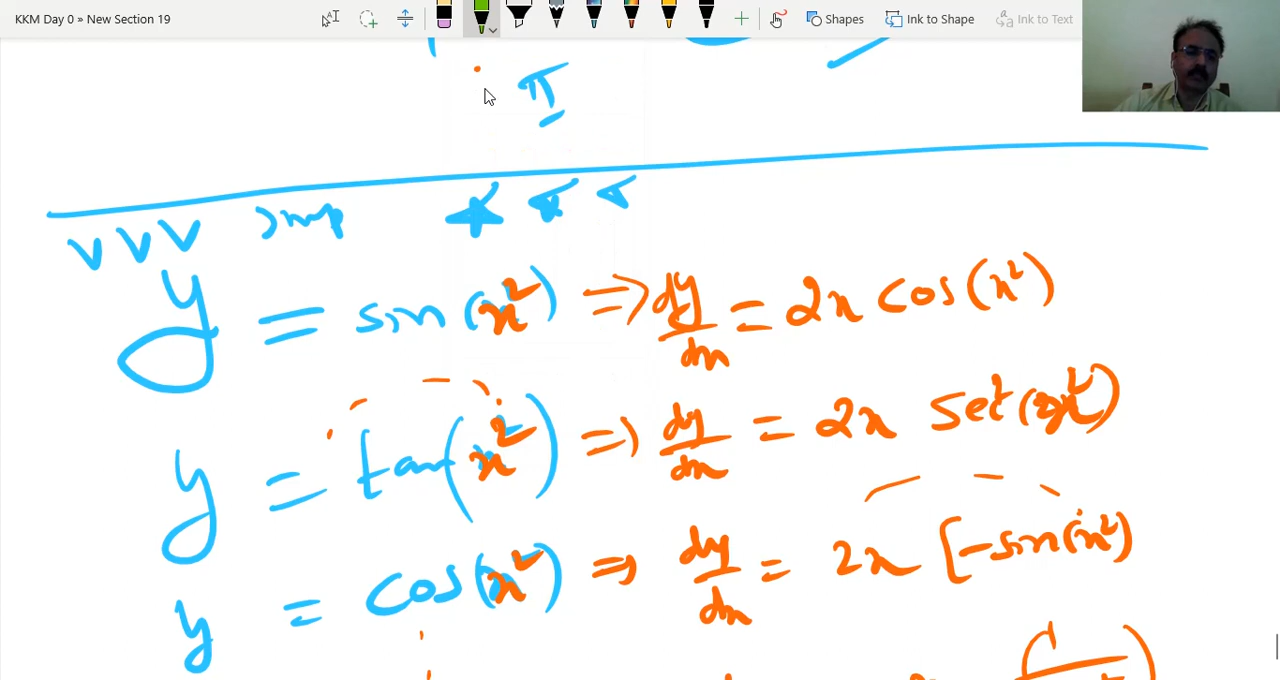 KKM Day 0 » New Section 19
Shapes
Ink to Shape
Ink to Text
π
V V V Imp
y = sin(x²) => dy/dx = 2x cos(x²)
y = tan(x²) => dy/dx = 2x sec²(x²)
y = cos(x²) => dy/dx = 2x [-sin(x²)